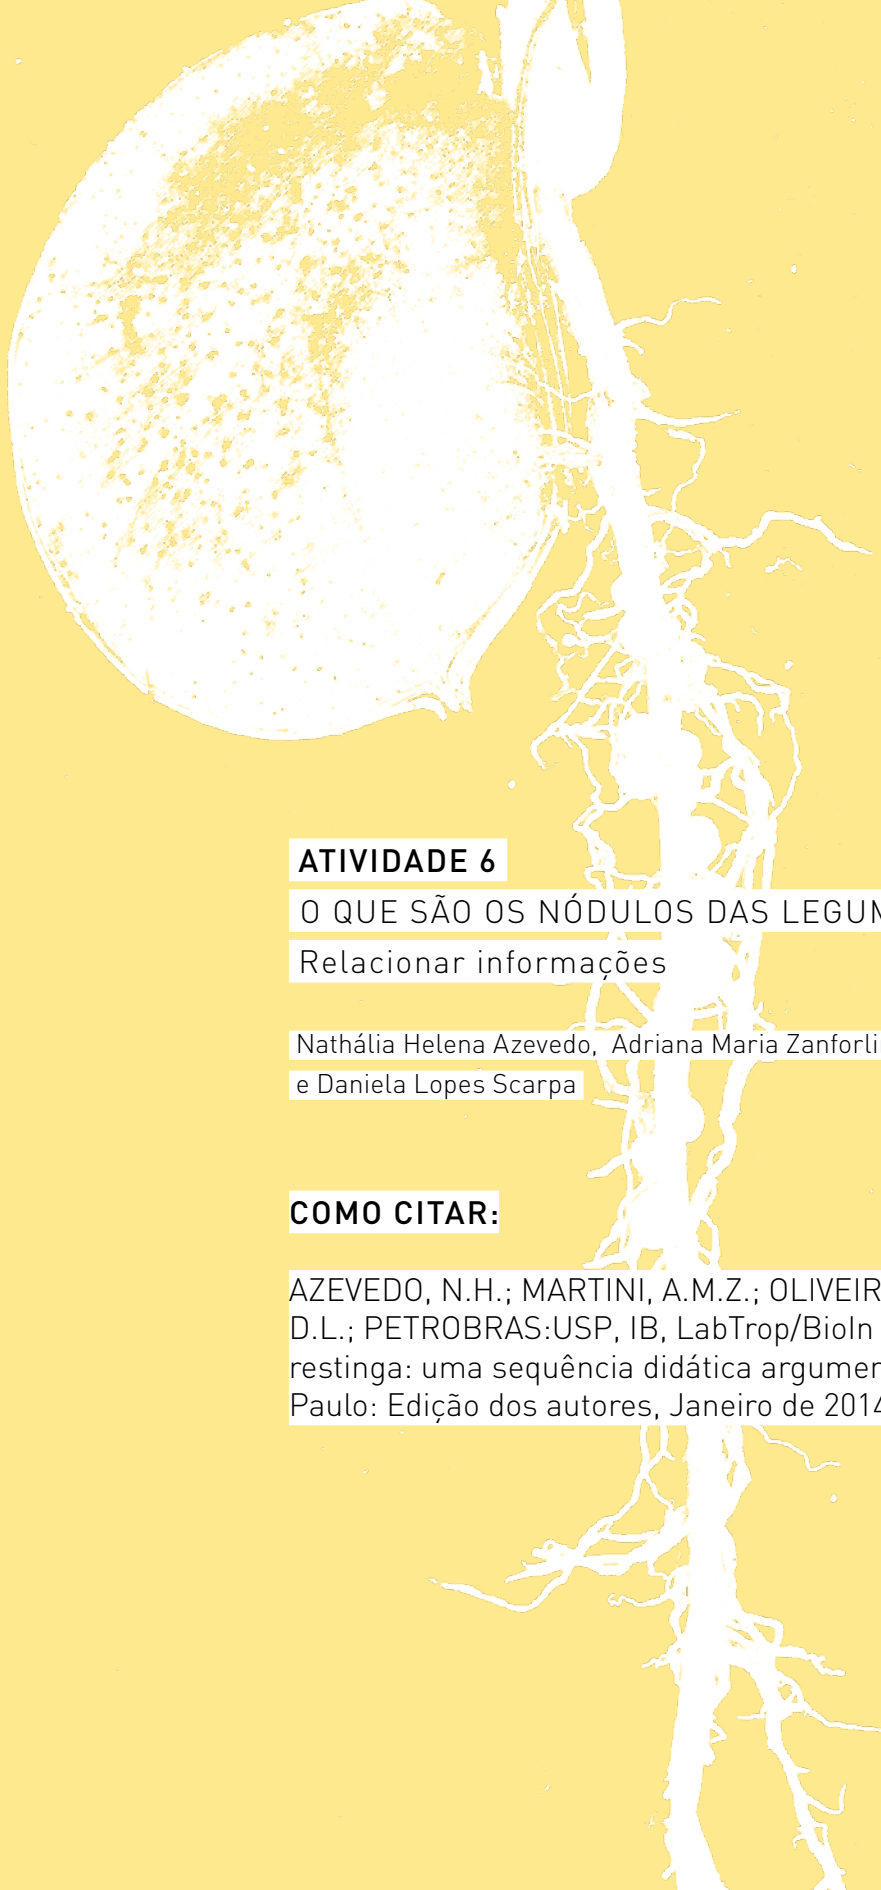 ATIVIDADE 6
O QUE SÃO OS NÓDULOS DAS
Relacionar informações
Nathália Helena Azevedo, Adriana Maria
e Daniela Lopes Scarpa
COMO CITAR:
AZEVEDO, N.H.; MARTINI, A.M.Z.;
D.L.; PETROBRAS:USP, IB, LabTrop/BioIn
restinga: uma sequência didática
Paulo: Edição dos autores, Janeiro de 2014